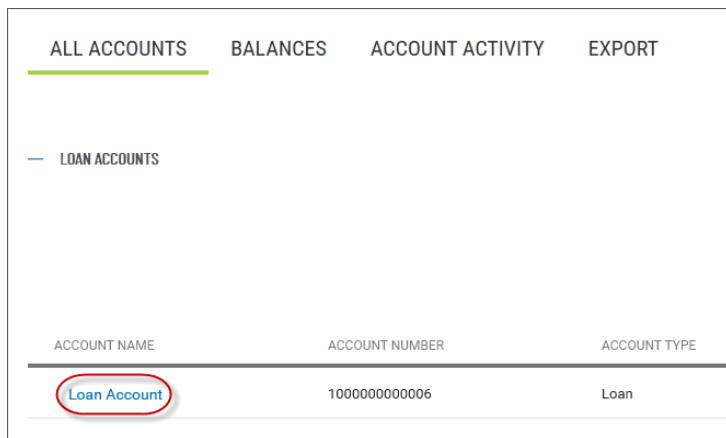 ALL ACCOUNTS BALANCES ACCOUNT ACTIVITY EXPORT
LOAN ACCOUNTS
ACCOUNT NAME ACCOUNT NUMBER ACCOUNT TYPE
Loan Account 1000000000006 Loan